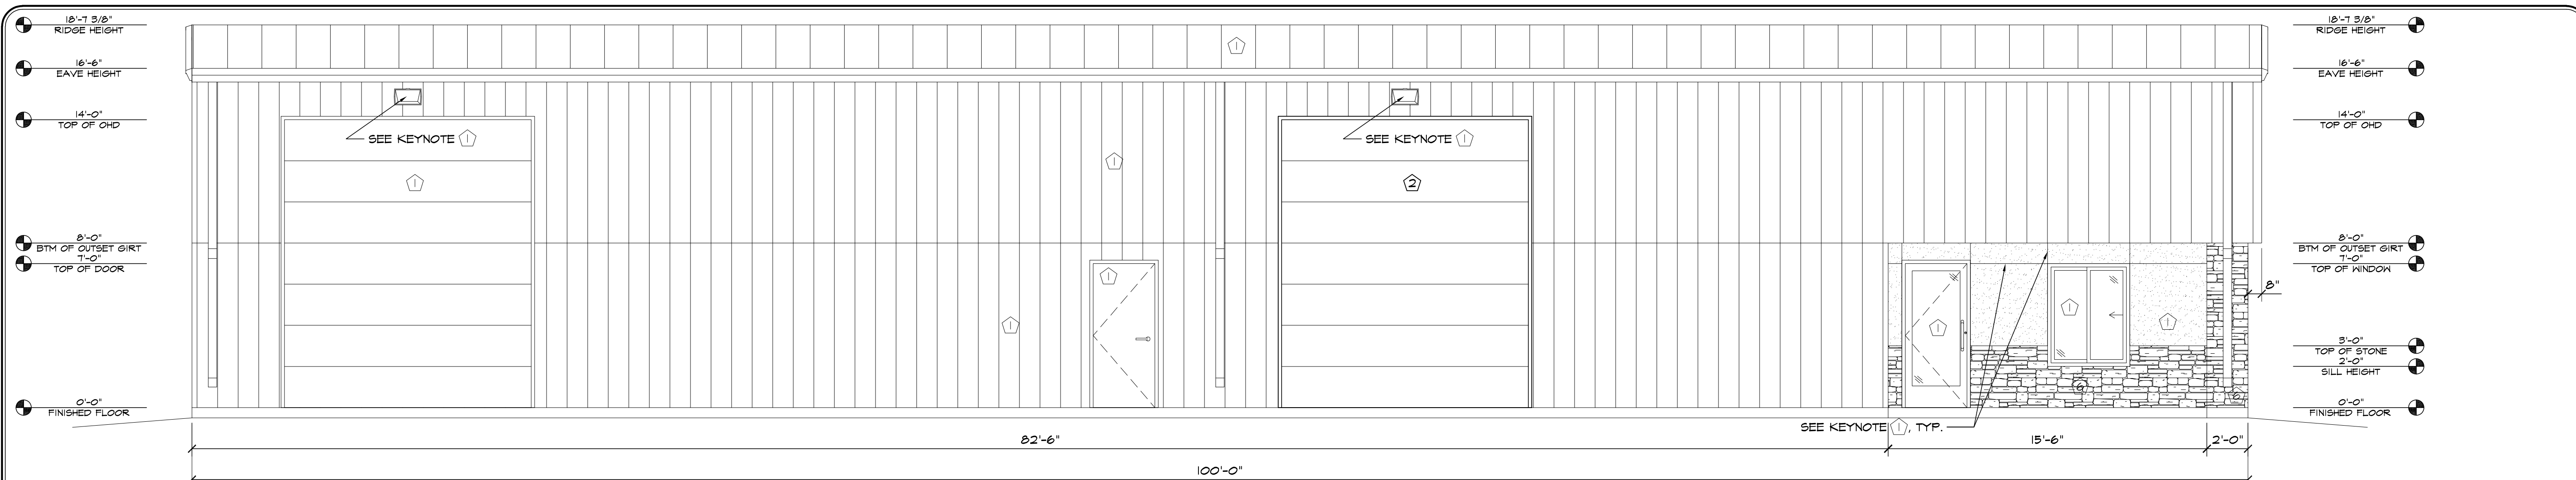 18'-7 3/8"
RIDGE HEIGHT
16'-6"
EAVE HEIGHT
14'-0"
TOP OF OHD
8'-0"
BTM OF OUTSET GIRT
7'-0"
TOP OF DOOR
0'-0"
FINISHED FLOOR
1
SEE KEYNOTE 1
1
1
1
1
SEE KEYNOTE 1
2
1
1
1
6
6
SEE KEYNOTE 1, TYP.
8"
18'-7 3/8"
RIDGE HEIGHT
16'-6"
EAVE HEIGHT
14'-0"
TOP OF OHD
8'-0"
BTM OF OUTSET GIRT
7'-0"
TOP OF WINDOW
3'-0"
TOP OF STONE
2'-0"
SILL HEIGHT
0'-0"
FINISHED FLOOR
82'-6"
15'-6"
2'-0"
100'-0"